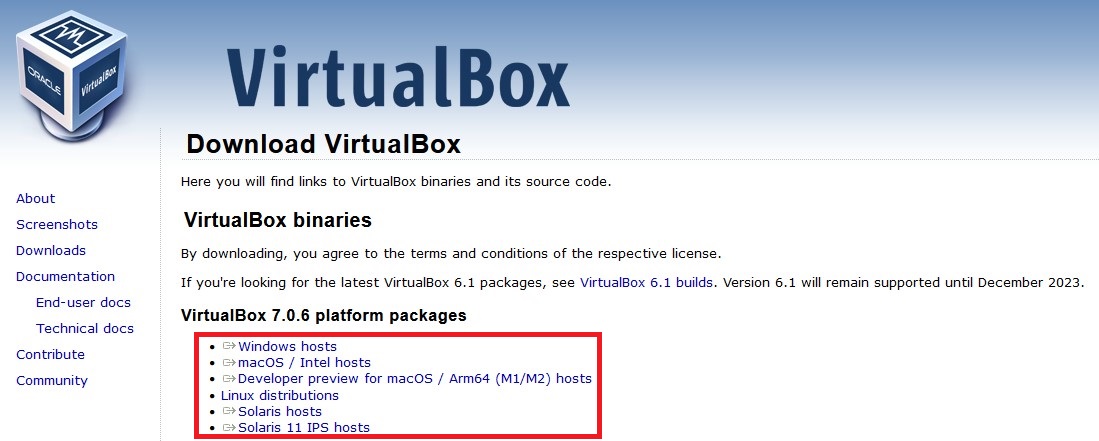 ORACLE
VirtualBox
VirtualBox
Download VirtualBox
Here you will find links to VirtualBox binaries and its source code.
About
Screenshots
Downloads
Documentation
End-user docs
Technical docs
Contribute
Community
VirtualBox binaries
By downloading, you agree to the terms and conditions of the respective license.
If you're looking for the latest VirtualBox 6.1 packages, see VirtualBox 6.1 builds. Version 6.1 will remain supported until December 2023.
VirtualBox 7.0.6 platform packages
• Windows hosts
• macOS / Intel hosts
• Developer preview for macOS / Arm64 (M1/M2) hosts
• Linux distributions
• Solaris hosts
• Solaris 11 IPS hosts